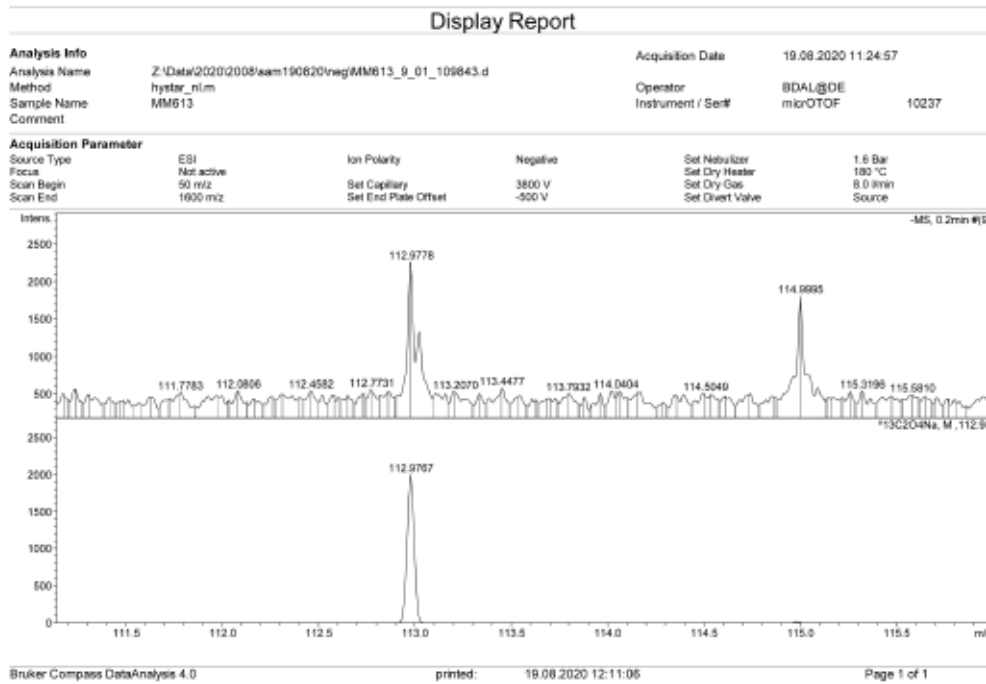 Display Report
Analysis Info
Acquisition Date 19.08.2020 11:24:57
Analysis Name Z:\Data\2020\2008\sam190820\neg\MM613_9_01_109843.d
Method hystar_nl.m Operator BDAL@DE
Sample Name MM613 Instrument / Ser# micrOTOF 10237
Comment
Acquisition Parameter
Source Type ESI Ion Polarity Negative Set Nebulizer 1.6 Bar
Focus Not active Set Dry Heater 180 °C
Scan Begin 50 m/z Set Capillary 3800 V Set Dry Gas 8.0 l/min
Scan End 1600 m/z Set End Plate Offset -500 V Set Divert Valve Source
Intens. -MS, 0.2min
2500
112.9778
2000
114.9995
1500
1000
111.7783 112.0806 112.4582 112.7731 113.2070 113.4477 113.7932 114.0404 114.5049 115.3196 115.5810
500
2500 *13C2O4Na, M ,112.9
112.9767
2000
1500
1000
500
0
111.5 112.0 112.5 113.0 113.5 114.0 114.5 115.0 115.5
Bruker Compass DataAnalysis 4.0 printed: 19.08.2020 12:11:06 Page 1 of 1